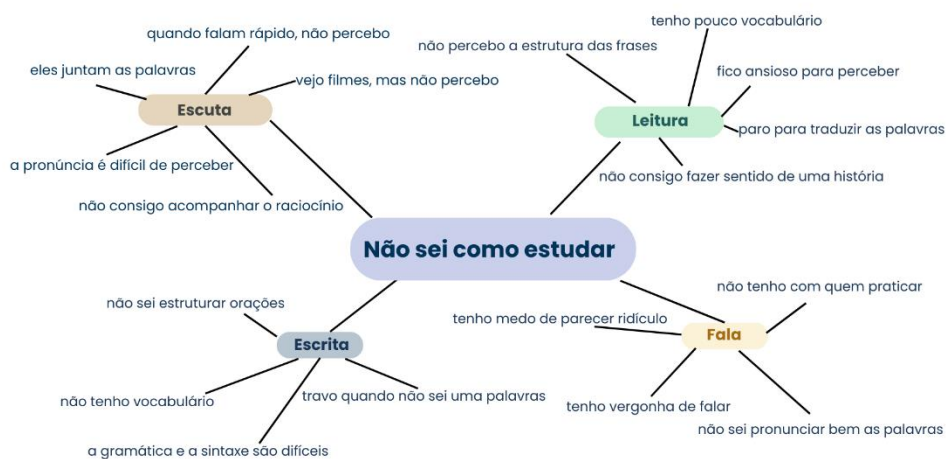 quando falam rápido, não percebo
eles juntam as palavras
vejo filmes, mas não percebo
Escuta
a pronúncia é difícil de perceber
não consigo acompanhar o raciocínio
tenho pouco vocabulário
não percebo a estrutura das frases
fico ansioso para perceber
Leitura
paro para traduzir as palavras
não consigo fazer sentido de uma história
Não sei como estudar
não sei estruturar orações
Escrita
não tenho vocabulário
travo quando não sei uma palavras
a gramática e a sintaxe são difíceis
não tenho com quem praticar
tenho medo de parecer ridículo
Fala
tenho vergonha de falar
não sei pronunciar bem as palavras